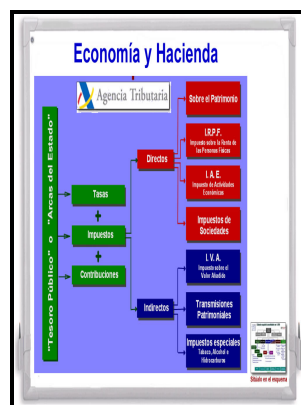 Economía y Hacienda
Agencia Tributaria
"Tesoro Público" o "Arcas del Estado"
Tasas
+
Impuestos
+
Contribuciones
Directos
Indirectos
Sobre el Patrimonio
I.R.P.F.
Impuesto sobre la Renta de
las Personas Físicas
I. A. E.
Impuesto de Actividades
Económicas
Impuestos de
Sociedades
I. V. A.
Impuesto sobre el
Valor Añadido
Transmisiones
Patrimoniales
Impuestos especiales
Tabaco, Alcohol e
Hidrocarburos
Sitúalo en el esquema